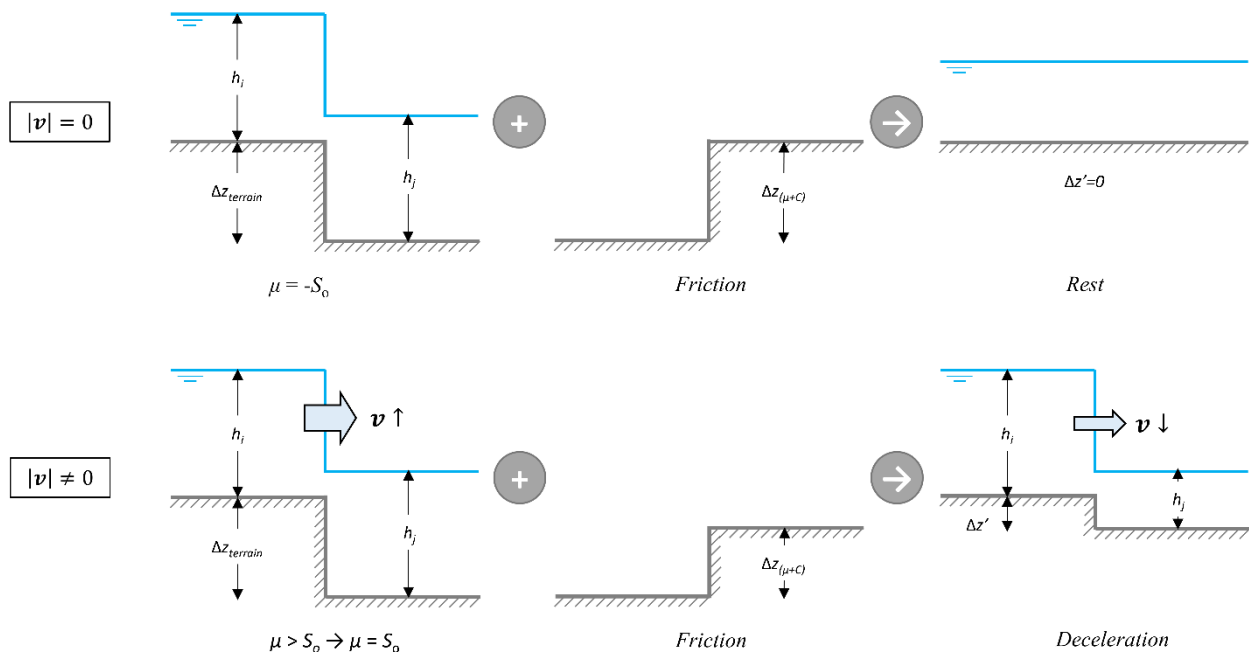 |𝒗| = 0
h_i
Δz_terrain
h_j
μ = -S_o
+
Δz_(μ+C)
Friction
→
Δz'=0
Rest
|𝒗| ≠ 0
h_i
𝒗 ↑
Δz_terrain
h_j
μ > S_o → μ = S_o
+
Δz_(μ+C)
Friction
→
h_i
𝒗 ↓
h_j
Δz'
Deceleration